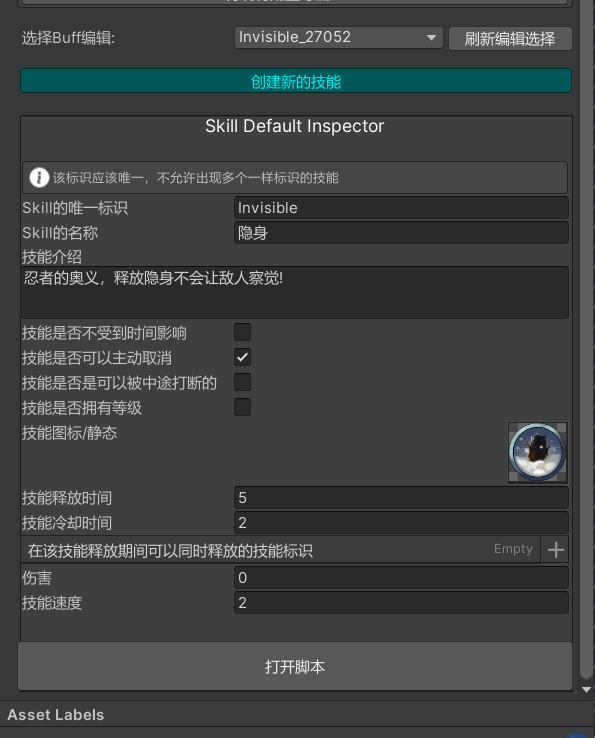 选择Buff编辑:
Invisible_27052
刷新编辑选择
创建新的技能
Skill Default Inspector
该标识应该唯一，不允许出现多个一样标识的技能
Skill的唯一标识
Invisible
Skill的名称
隐身
技能介绍
忍者的奥义，释放隐身不会让敌人察觉!
技能是否不受到时间影响
技能是否可以主动取消
技能是否是可以被中途打断的
技能是否拥有等级
技能图标/静态
技能释放时间
5
技能冷却时间
2
在该技能释放期间可以同时释放的技能标识
Empty
伤害
0
技能速度
2
打开脚本
Asset Labels